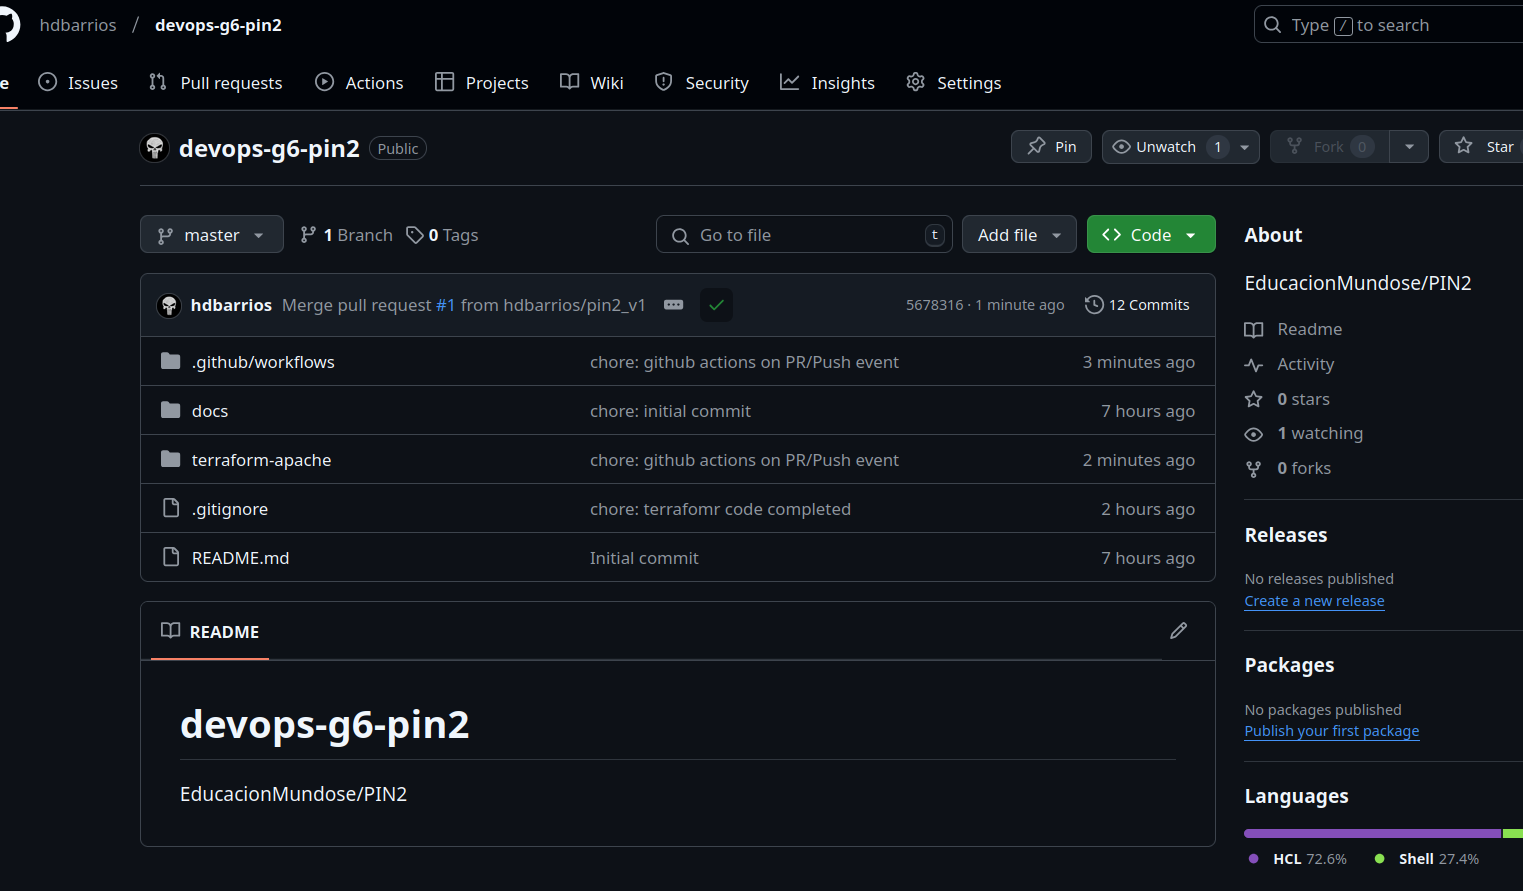 hdbarrios / devops-g6-pin2
Type / to search
e Issues Pull requests Actions Projects Wiki Security Insights Settings
devops-g6-pin2 Public
Pin Unwatch 1 Fork 0 Star
master 1 Branch 0 Tags
Go to file t Add file Code
hdbarrios Merge pull request #1 from hdbarrios/pin2_v1 5678316 · 1 minute ago 12 Commits
.github/workflows chore: github actions on PR/Push event 3 minutes ago
docs chore: initial commit 7 hours ago
terraform-apache chore: github actions on PR/Push event 2 minutes ago
.gitignore chore: terrafomr code completed 2 hours ago
README.md Initial commit 7 hours ago
README
devops-g6-pin2
EducacionMundose/PIN2
About
EducacionMundose/PIN2
Readme
Activity
0 stars
1 watching
0 forks
Releases
No releases published
Create a new release
Packages
No packages published
Publish your first package
Languages
HCL 72.6% Shell 27.4%